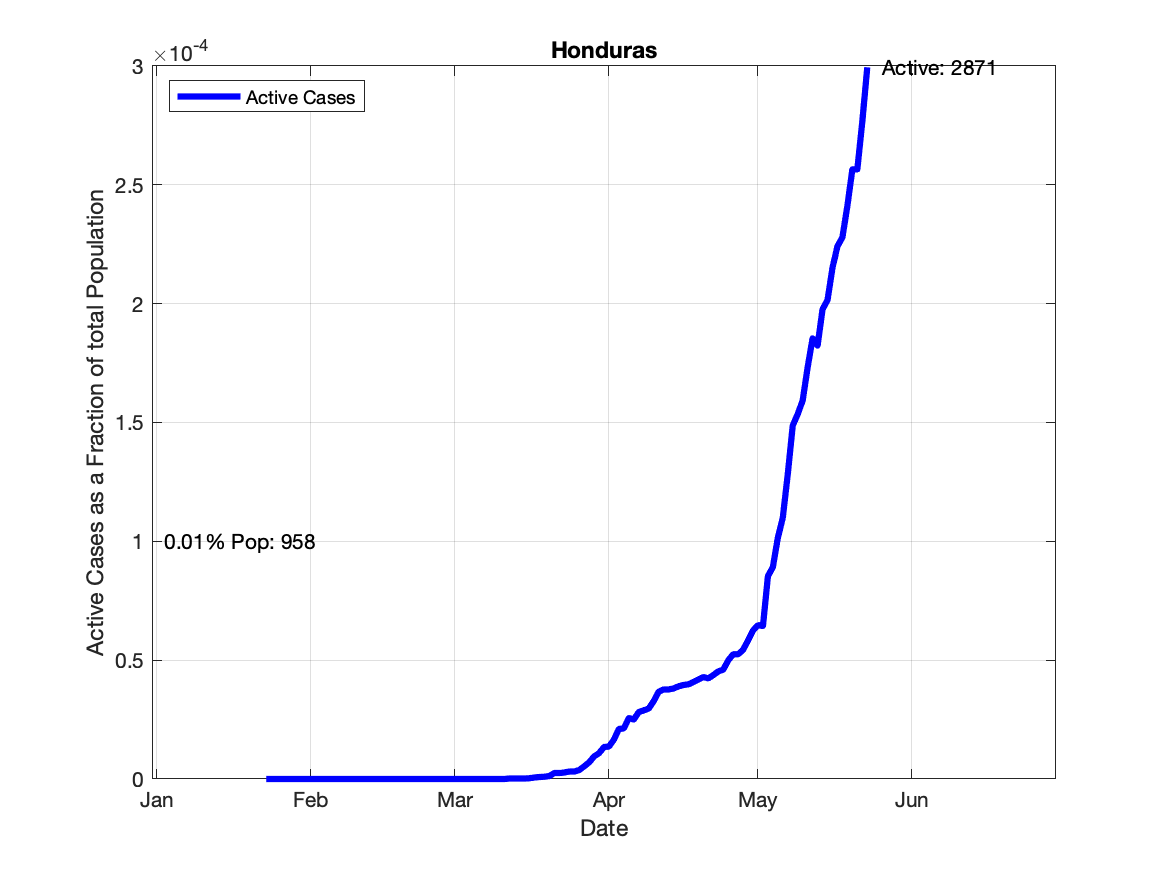 Honduras
×10^-4
3
2.5
2
1.5
1
0.5
0
Active Cases as a Fraction of total Population
Active Cases
Active: 2871
0.01% Pop: 958
Jan Feb Mar Apr May Jun
Date